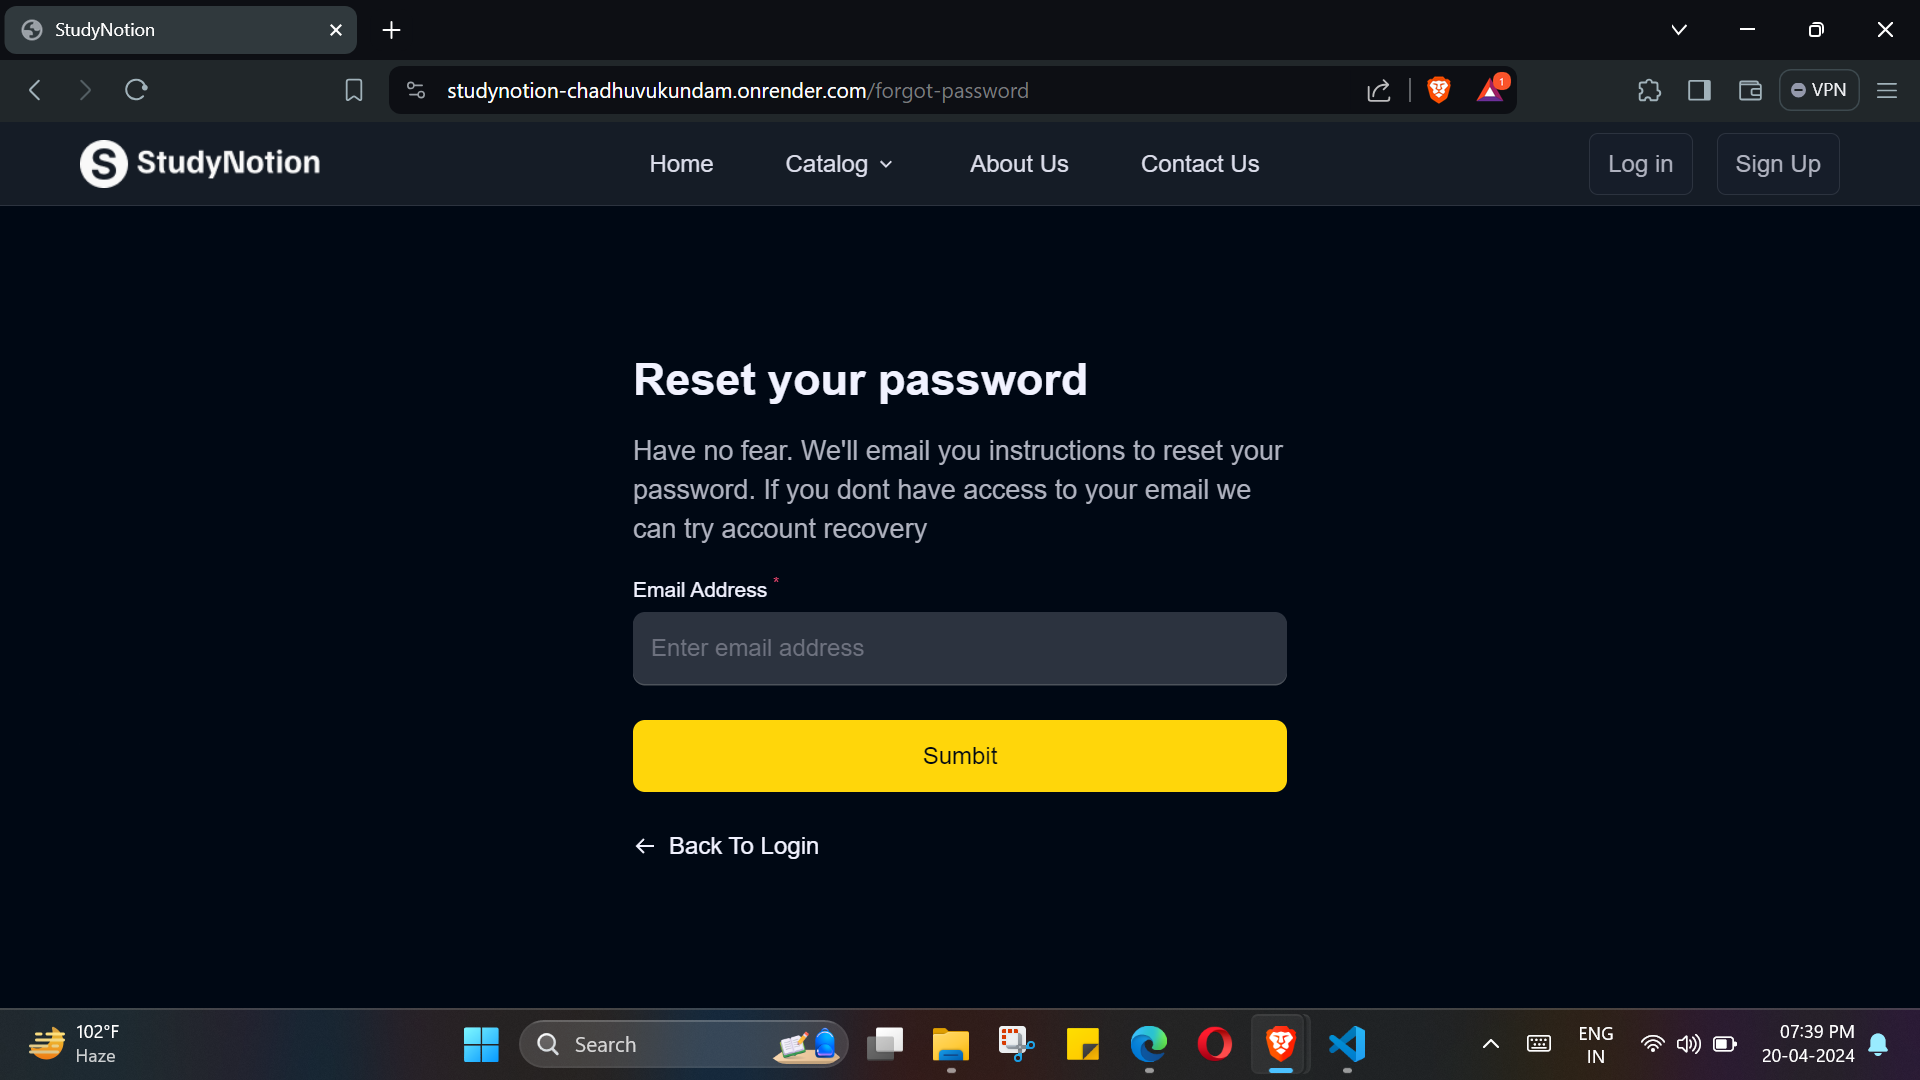 StudyNotion
studynotion-chadhuvukundam.onrender.com/forgot-password
1
VPN
S StudyNotion
Home
Catalog
About Us
Contact Us
Log in
Sign Up
Reset your password
Have no fear. We'll email you instructions to reset your
password. If you dont have access to your email we
can try account recovery
Email Address *
Enter email address
Sumbit
Back To Login
102°F
Haze
Search
ENG
IN
07:39 PM
20-04-2024